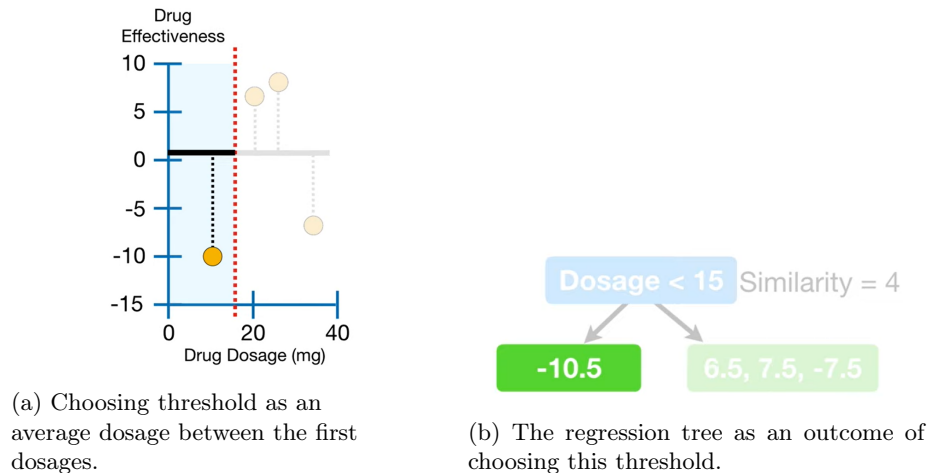 Drug
Effectiveness
10
5
0
-5
-10
-15
0
20
40
Drug Dosage (mg)
(a) Choosing threshold as an
average dosage between the first
dosages.
Dosage < 15 Similarity = 4
-10.5
6.5, 7.5, -7.5
(b) The regression tree as an outcome of
choosing this threshold.